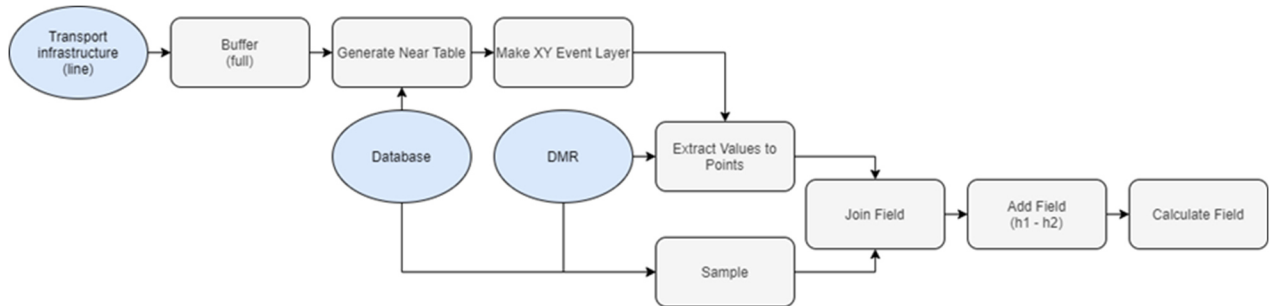 Transport
infrastructure
(line)
Buffer
(full)
Generate Near Table
Make XY Event Layer
Database
DMR
Extract Values to
Points
Join Field
Add Field
(h1 - h2)
Calculate Field
Sample